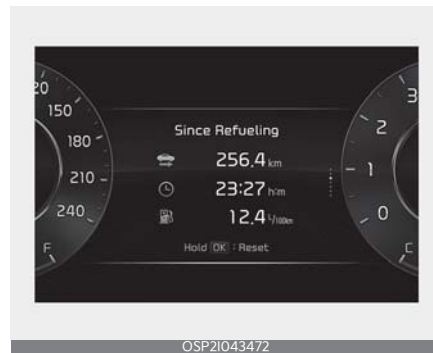 20
150
180
210
240
F
Since Refueling
256.4 km
23:27 h:m
12.4 L/100km
Hold OK : Reset
3
2
1
0
C
OSP2I043472